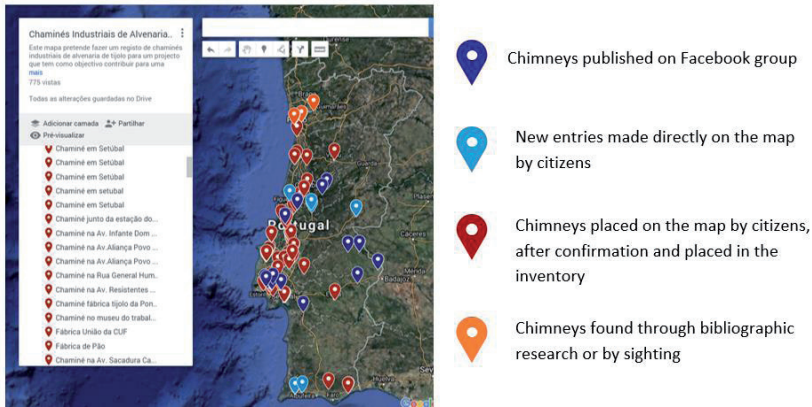 Chaminés Industriais de Alvenaria..
Este mapa pretende fazer um registo de chaminés
industriais de alvenaria de tijolo para um projecto
que tem como objectivo contribuir para uma
mais
775 vistas
Todas as alterações guardadas no Drive
Adicionar camada
Partilhar
Pré-visualizar
Chaminé em Setúbal
Chaminé em Setúbal
Chaminé em Setúbal
Chaminé em setubal
Chaminé em Setubal
Chaminé junto da estação do...
Chaminé na Av. Infante Dom ...
Chaminé na Av.Aliança Povo ...
Chaminé na Av.Aliança Povo ...
Chaminé na Rua General Hum..
Chaminé na Av. Resistentes ...
Chaminé fábrica tijolo da Pon..
Chaminé no museu do trabal...
Fábrica União da CUF
Fábrica de Pão
Chaminé na Av. Sacadura Ca...
Portugal
Cáceres
Mérida
Badajoz
Huelva
Faro
Chimneys published on Facebook group
New entries made directly on the map
by citizens
Chimneys placed on the map by citizens,
after confirmation and placed in the
inventory
Chimneys found through bibliographic
research or by sighting